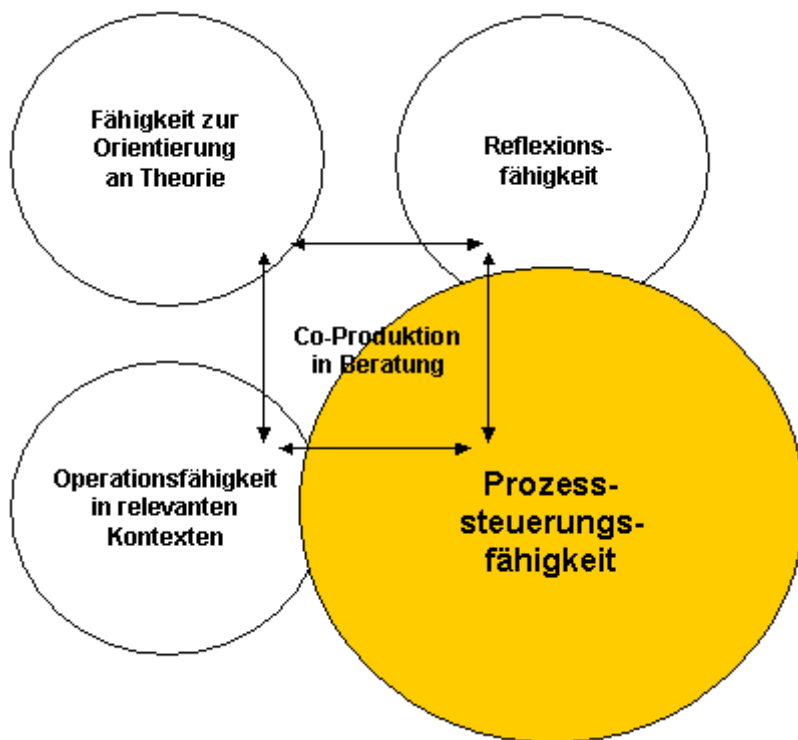 Fähigkeit zur
Orientierung
an Theorie
Reflexions-
fähigkeit
Co-Produktion
in Beratung
Operationsfähigkeit
in relevanten
Kontexten
Prozess-
steuerungs-
fähigkeit